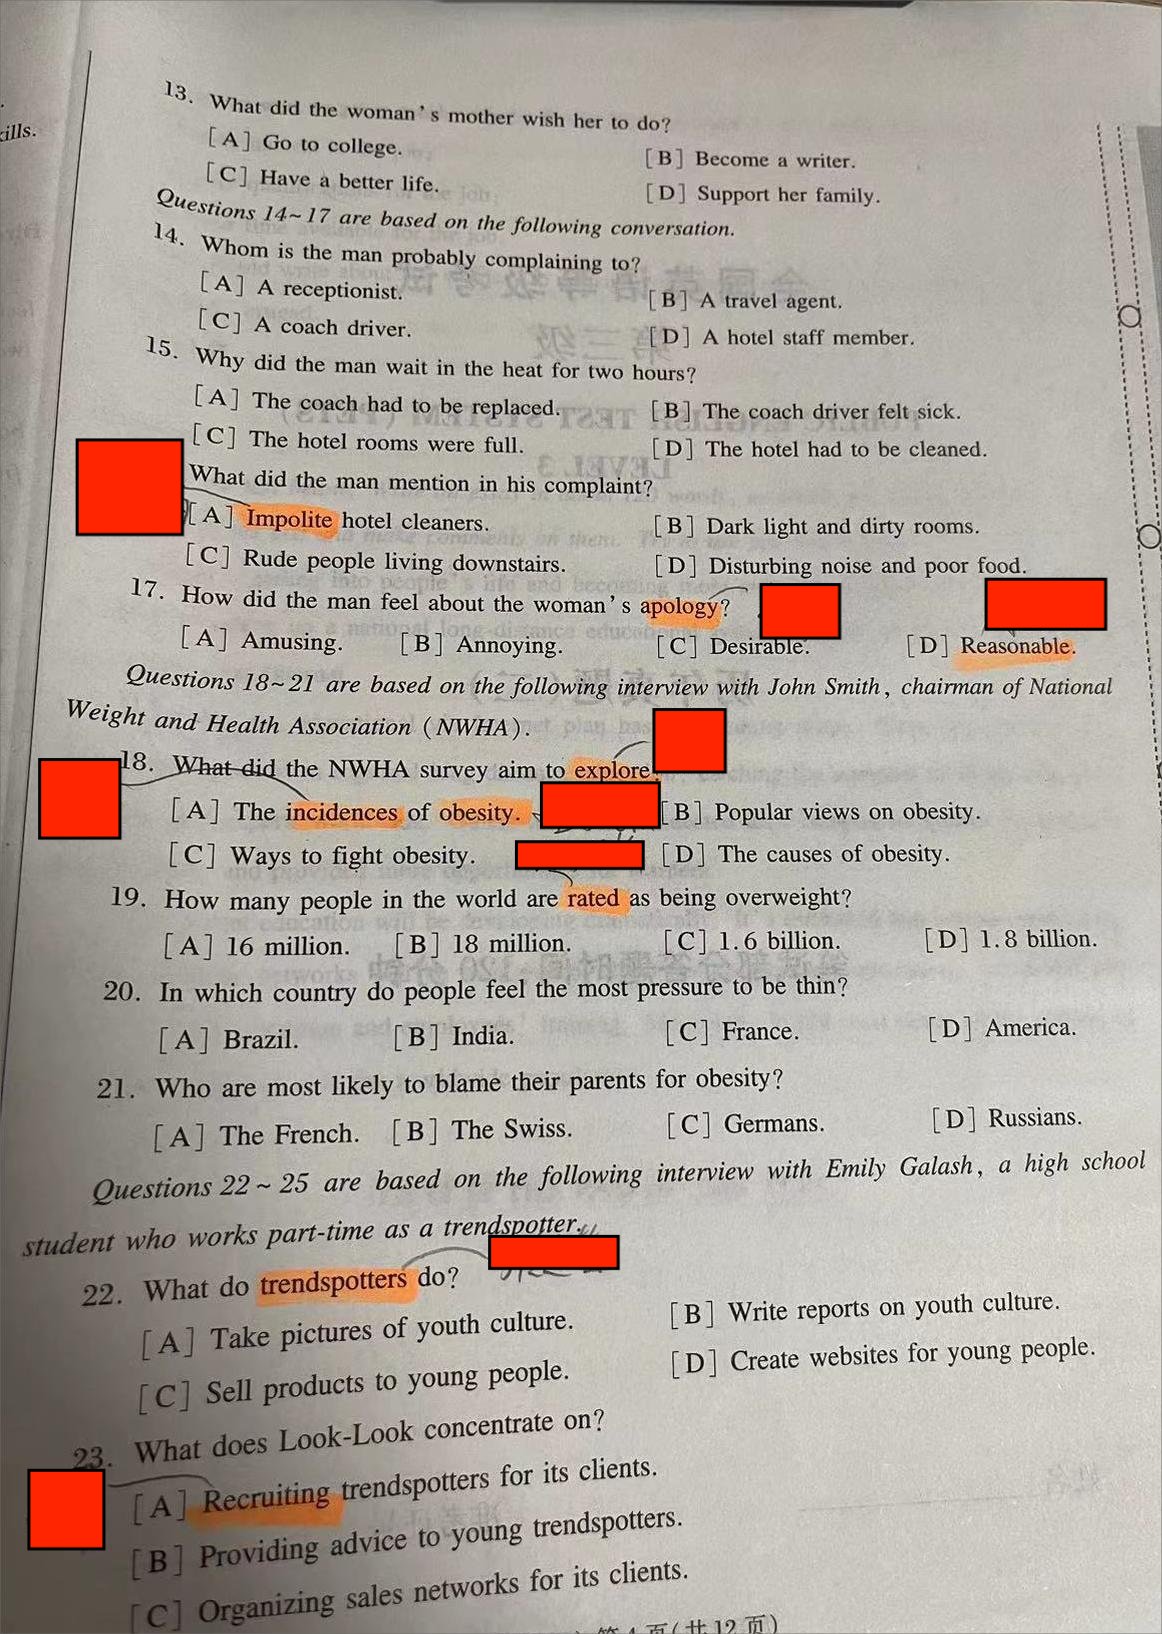 ills.
13. What did the woman's mother wish her to do?
[A] Go to college. [B] Become a writer.
[C] Have a better life. [D] Support her family.
Questions 14~17 are based on the following conversation.
14. Whom is the man probably complaining to?
[A] A receptionist. [B] A travel agent.
[C] A coach driver. [D] A hotel staff member.
15. Why did the man wait in the heat for two hours?
[A] The coach had to be replaced. [B] The coach driver felt sick.
[C] The hotel rooms were full. [D] The hotel had to be cleaned.
What did the man mention in his complaint?
[A] Impolite hotel cleaners. [B] Dark light and dirty rooms.
[C] Rude people living downstairs. [D] Disturbing noise and poor food.
17. How did the man feel about the woman's apology?
[A] Amusing. [B] Annoying. [C] Desirable. [D] Reasonable.
Questions 18~21 are based on the following interview with John Smith, chairman of National
Weight and Health Association (NWHA).
18. What did the NWHA survey aim to explore
[A] The incidences of obesity. [B] Popular views on obesity.
[C] Ways to fight obesity. [D] The causes of obesity.
19. How many people in the world are rated as being overweight?
[A] 16 million. [B] 18 million. [C] 1.6 billion. [D] 1.8 billion.
20. In which country do people feel the most pressure to be thin?
[A] Brazil. [B] India. [C] France. [D] America.
21. Who are most likely to blame their parents for obesity?
[A] The French. [B] The Swiss. [C] Germans. [D] Russians.
Questions 22~25 are based on the following interview with Emily Galash, a high school
student who works part-time as a trendspotter.
22. What do trendspotters do?
[A] Take pictures of youth culture. [B] Write reports on youth culture.
[C] Sell products to young people. [D] Create websites for young people.
23. What does Look-Look concentrate on?
[A] Recruiting trendspotters for its clients.
[B] Providing advice to young trendspotters.
[C] Organizing sales networks for its clients.
第4页(共12页)